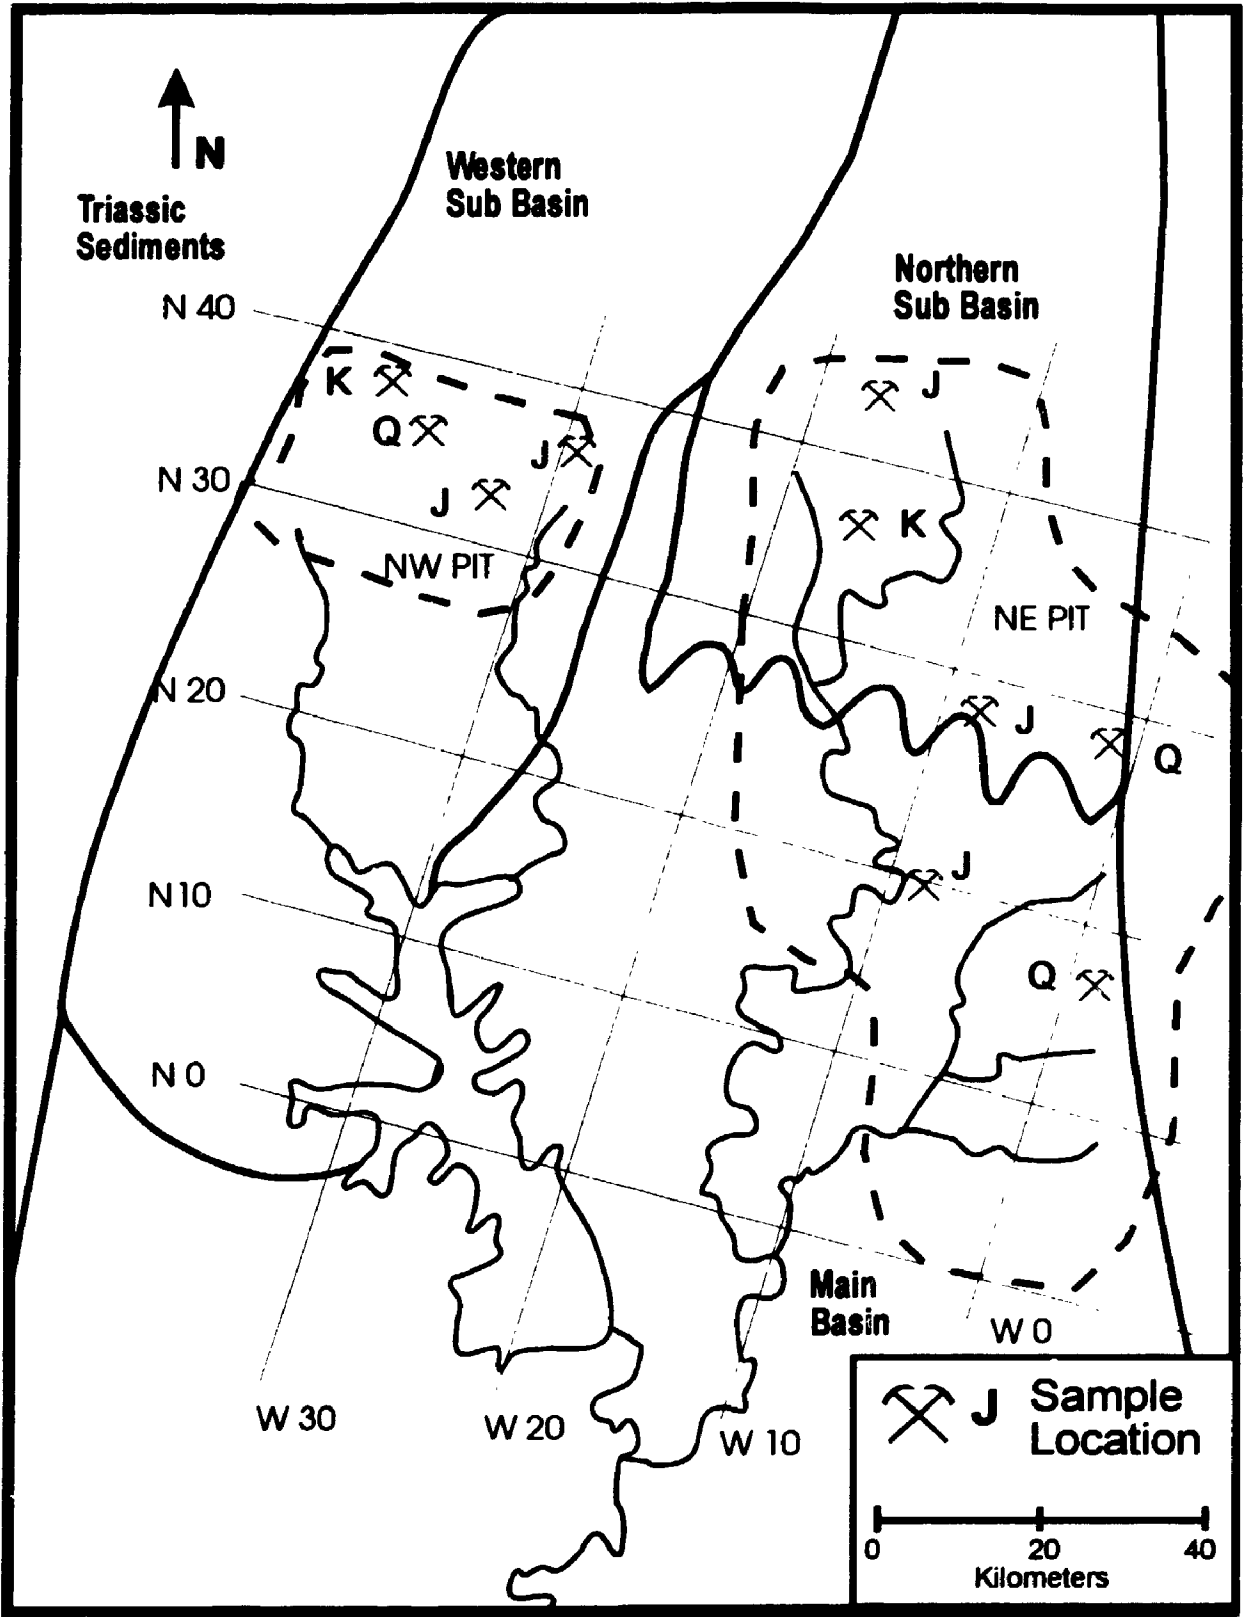 N
Western
Sub Basin
Triassic
Sediments
Northern
Sub Basin
N 40
K
J
Q
J
N 30
J
K
NW PIT
NE PIT
N 20
J
Q
J
N 10
Q
N 0
Main
Basin
W 0
W 30
W 20
W 10
J Sample
Location
0 20 40
Kilometers